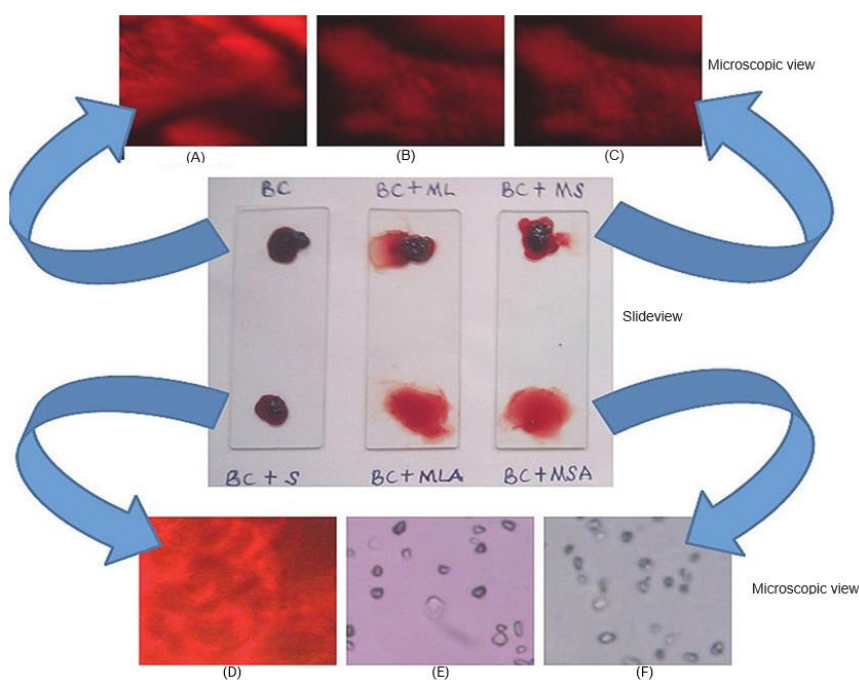 Microscopic view
(A) (B) (C)
BC BC + ML BC + MS
Slideview
BC + S BC + MLA BC + MSA
Microscopic view
(D) (E) (F)